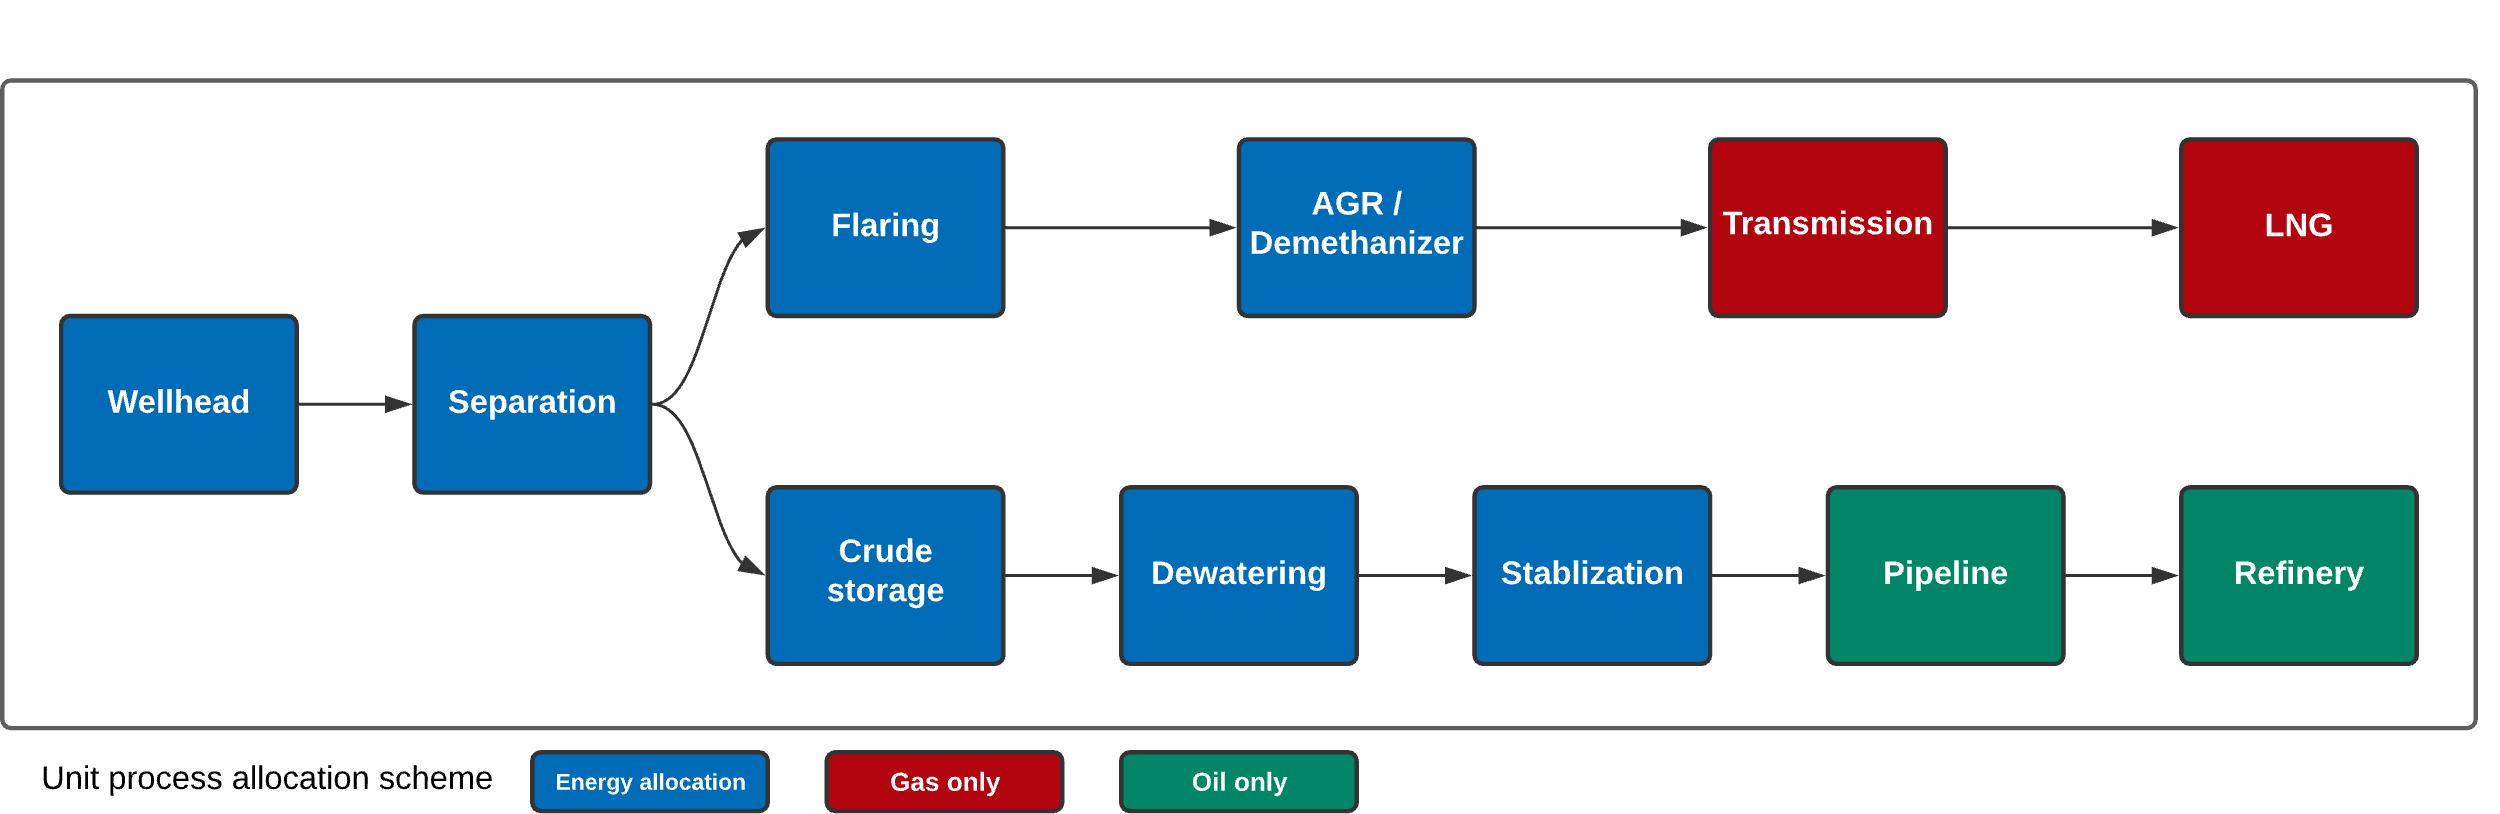 Flaring
AGR /
Demethanizer
Transmission
LNG
Wellhead
Separation
Crude
storage
Dewatering
Stablization
Pipeline
Refinery
Unit process allocation scheme
Energy allocation
Gas only
Oil only